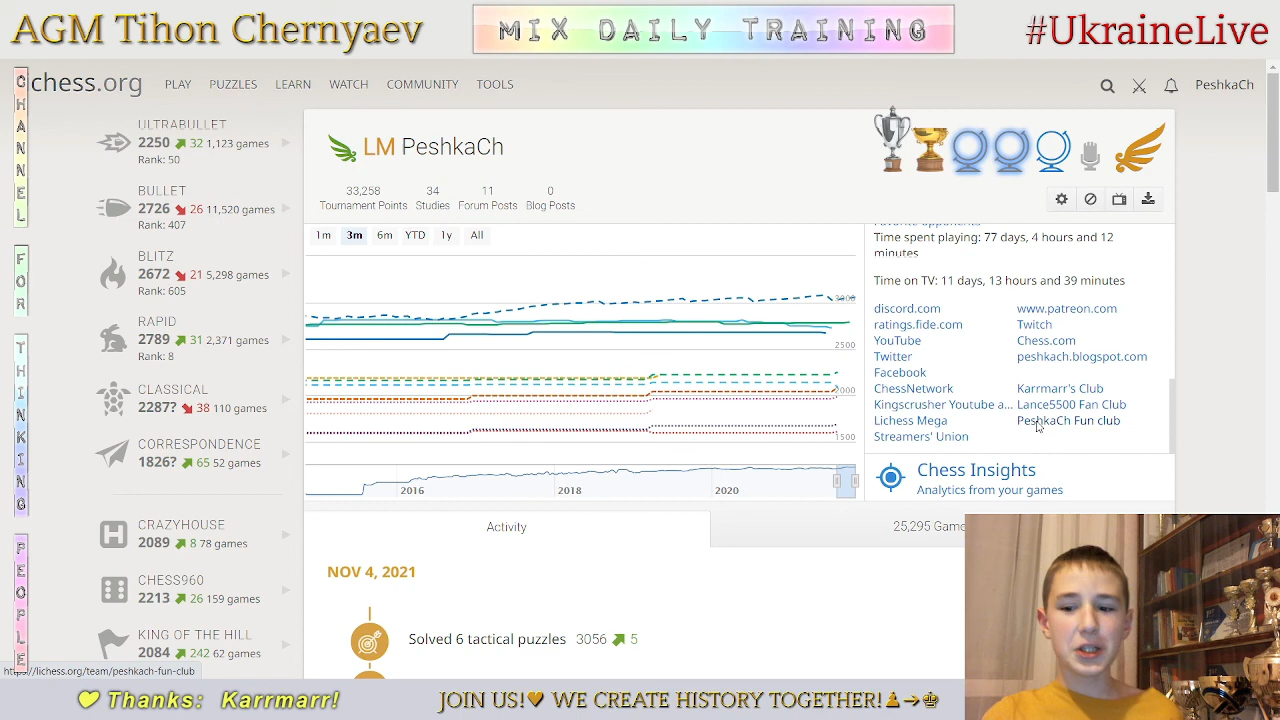 AGM Tihon Chernyaev
MIX DAILY TRAINING
#UkraineLive
CHANEL
FOR
THINKING
PEOPLE
chess.org
PLAY
PUZZLES
LEARN
WATCH
COMMUNITY
TOOLS
PeshkaCh
ULTRABULLET
2250 32 1,123 games
Rank: 50
BULLET
2726 26 11,520 games
Rank: 407
BLITZ
2672 21 5,298 games
Rank: 605
RAPID
2789 31 2,371 games
Rank: 8
CLASSICAL
2287? 38 110 games
CORRESPONDENCE
1826? 65 52 games
CRAZYHOUSE
2089 8 78 games
CHESS960
2213 26 159 games
KING OF THE HILL
2084 242 62 games
LM PeshkaCh
33,258 34 11 0
Tournament Points Studies Forum Posts Blog Posts
1m 3m 6m YTD 1y All
3000
2500
2000
1500
2016 2018 2020
Favorite opponents
Time spent playing: 77 days, 4 hours and 12
minutes
Time on TV: 11 days, 13 hours and 39 minutes
discord.com www.patreon.com
ratings.fide.com Twitch
YouTube Chess.com
Twitter peshkach.blogspot.com
Facebook
ChessNetwork Karrmarr's Club
Kingscrusher Youtube a... Lance5500 Fan Club
Lichess Mega PeshkaCh Fun club
Streamers' Union
Chess Insights
Analytics from your games
Activity
25,295 Game
NOV 4, 2021
Solved 6 tactical puzzles 3056 5
https://lichess.org/team/peshkach-fun-club
Thanks: Karrmarr!
JOIN US!🧡 WE CREATE HISTORY TOGETHER!♟→♚